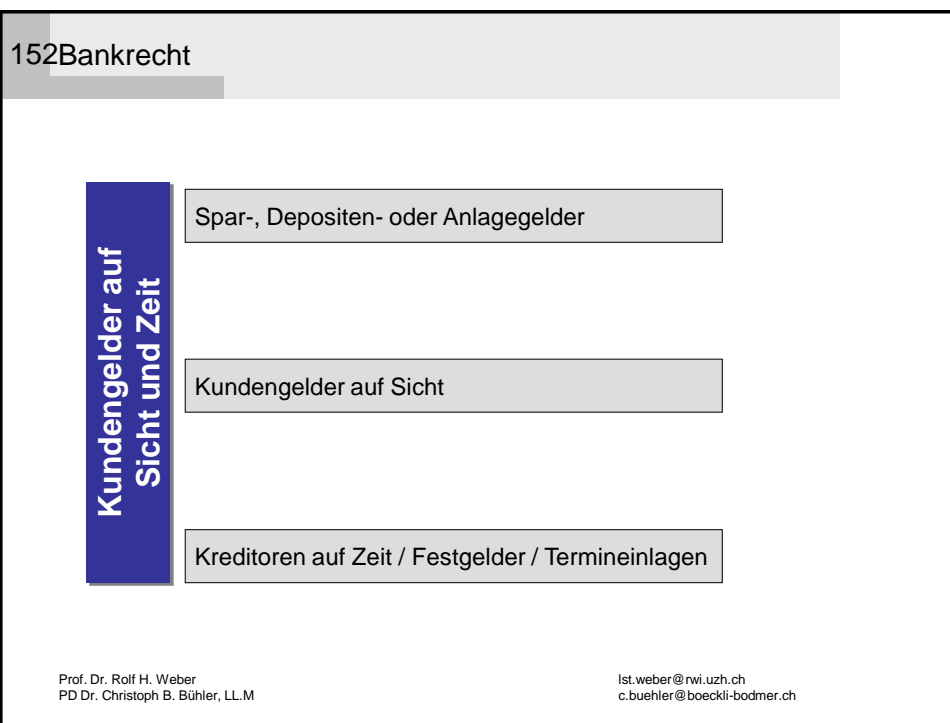 152Bankrecht
Kundengelder auf
Sicht und Zeit
Spar-, Depositen- oder Anlagegelder
Kundengelder auf Sicht
Kreditoren auf Zeit / Festgelder / Termineinlagen
Prof. Dr. Rolf H. Weber
PD Dr. Christoph B. Bühler, LL.M
lst.weber@rwi.uzh.ch
c.buehler@boeckli-bodmer.ch